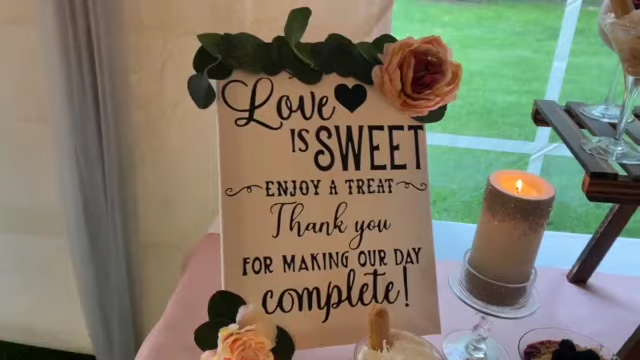 Love
IS SWEET
ENJOY A TREAT
Thank you
FOR MAKING OUR DAY
complete!